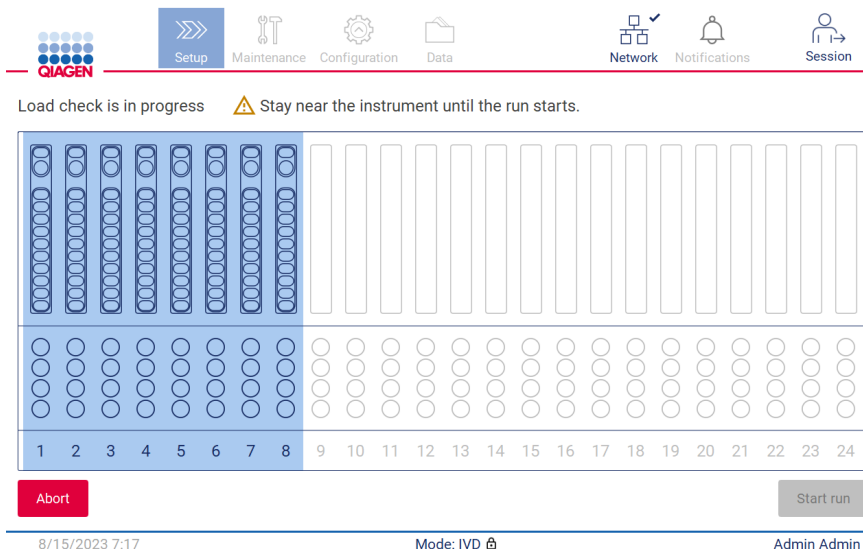 QIAGEN
Setup Maintenance Configuration Data Network Notifications Session
Load check is in progress Stay near the instrument until the run starts.
1 2 3 4 5 6 7 8 9 10 11 12 13 14 15 16 17 18 19 20 21 22 23 24
Abort Start run
8/15/2023 7:17 Mode: IVD Admin Admin